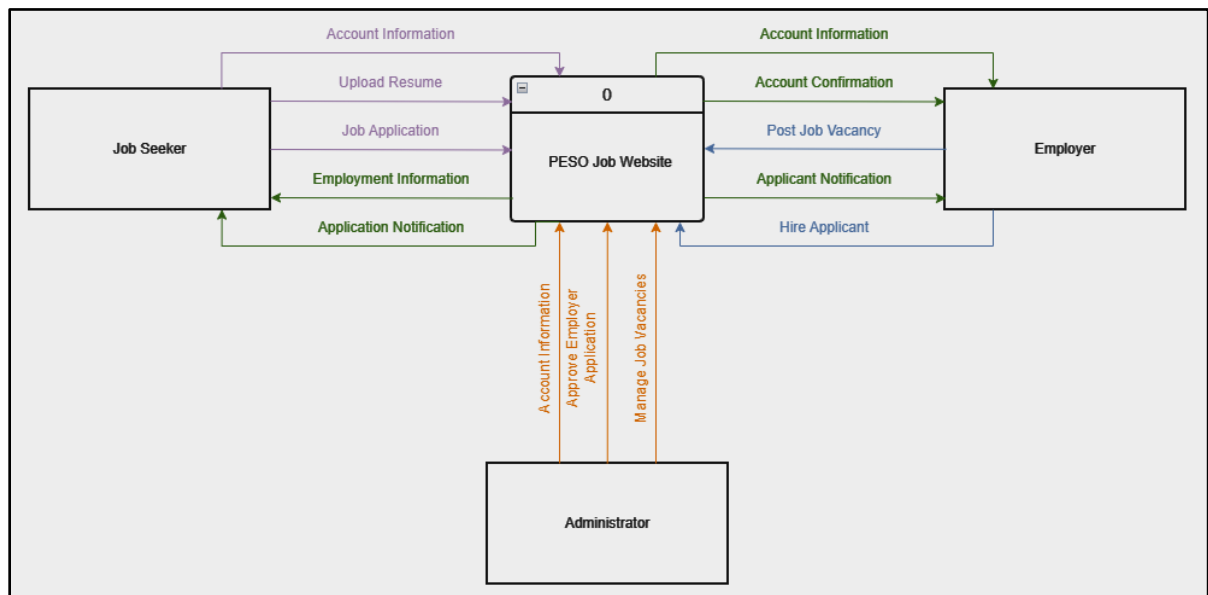 Account Information
Account Information
Upload Resume
0
Account Confirmation
Job Application
Post Job Vacancy
Job Seeker
PESO Job Website
Employer
Employment Information
Applicant Notification
Application Notification
Hire Applicant
Account Information
Approve Employer
Application
Manage Job Vacancies
Administrator